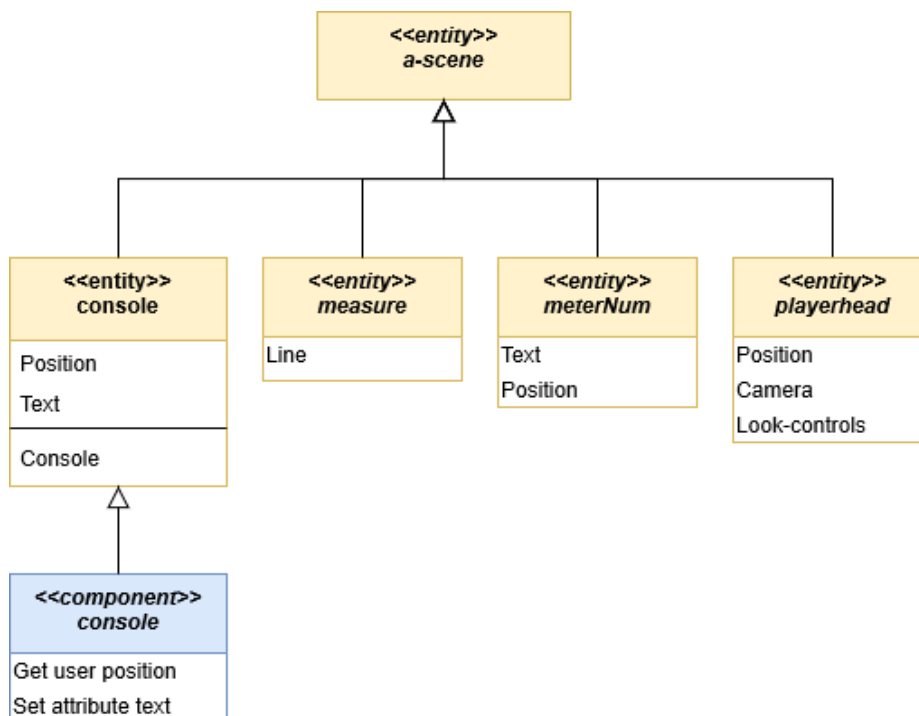 <<entity>>
a-scene
<<entity>>
console
Position
Text
Console
<<entity>>
measure
Line
<<entity>>
meterNum
Text
Position
<<entity>>
playerhead
Position
Camera
Look-controls
<<component>>
console
Get user position
Set attribute text